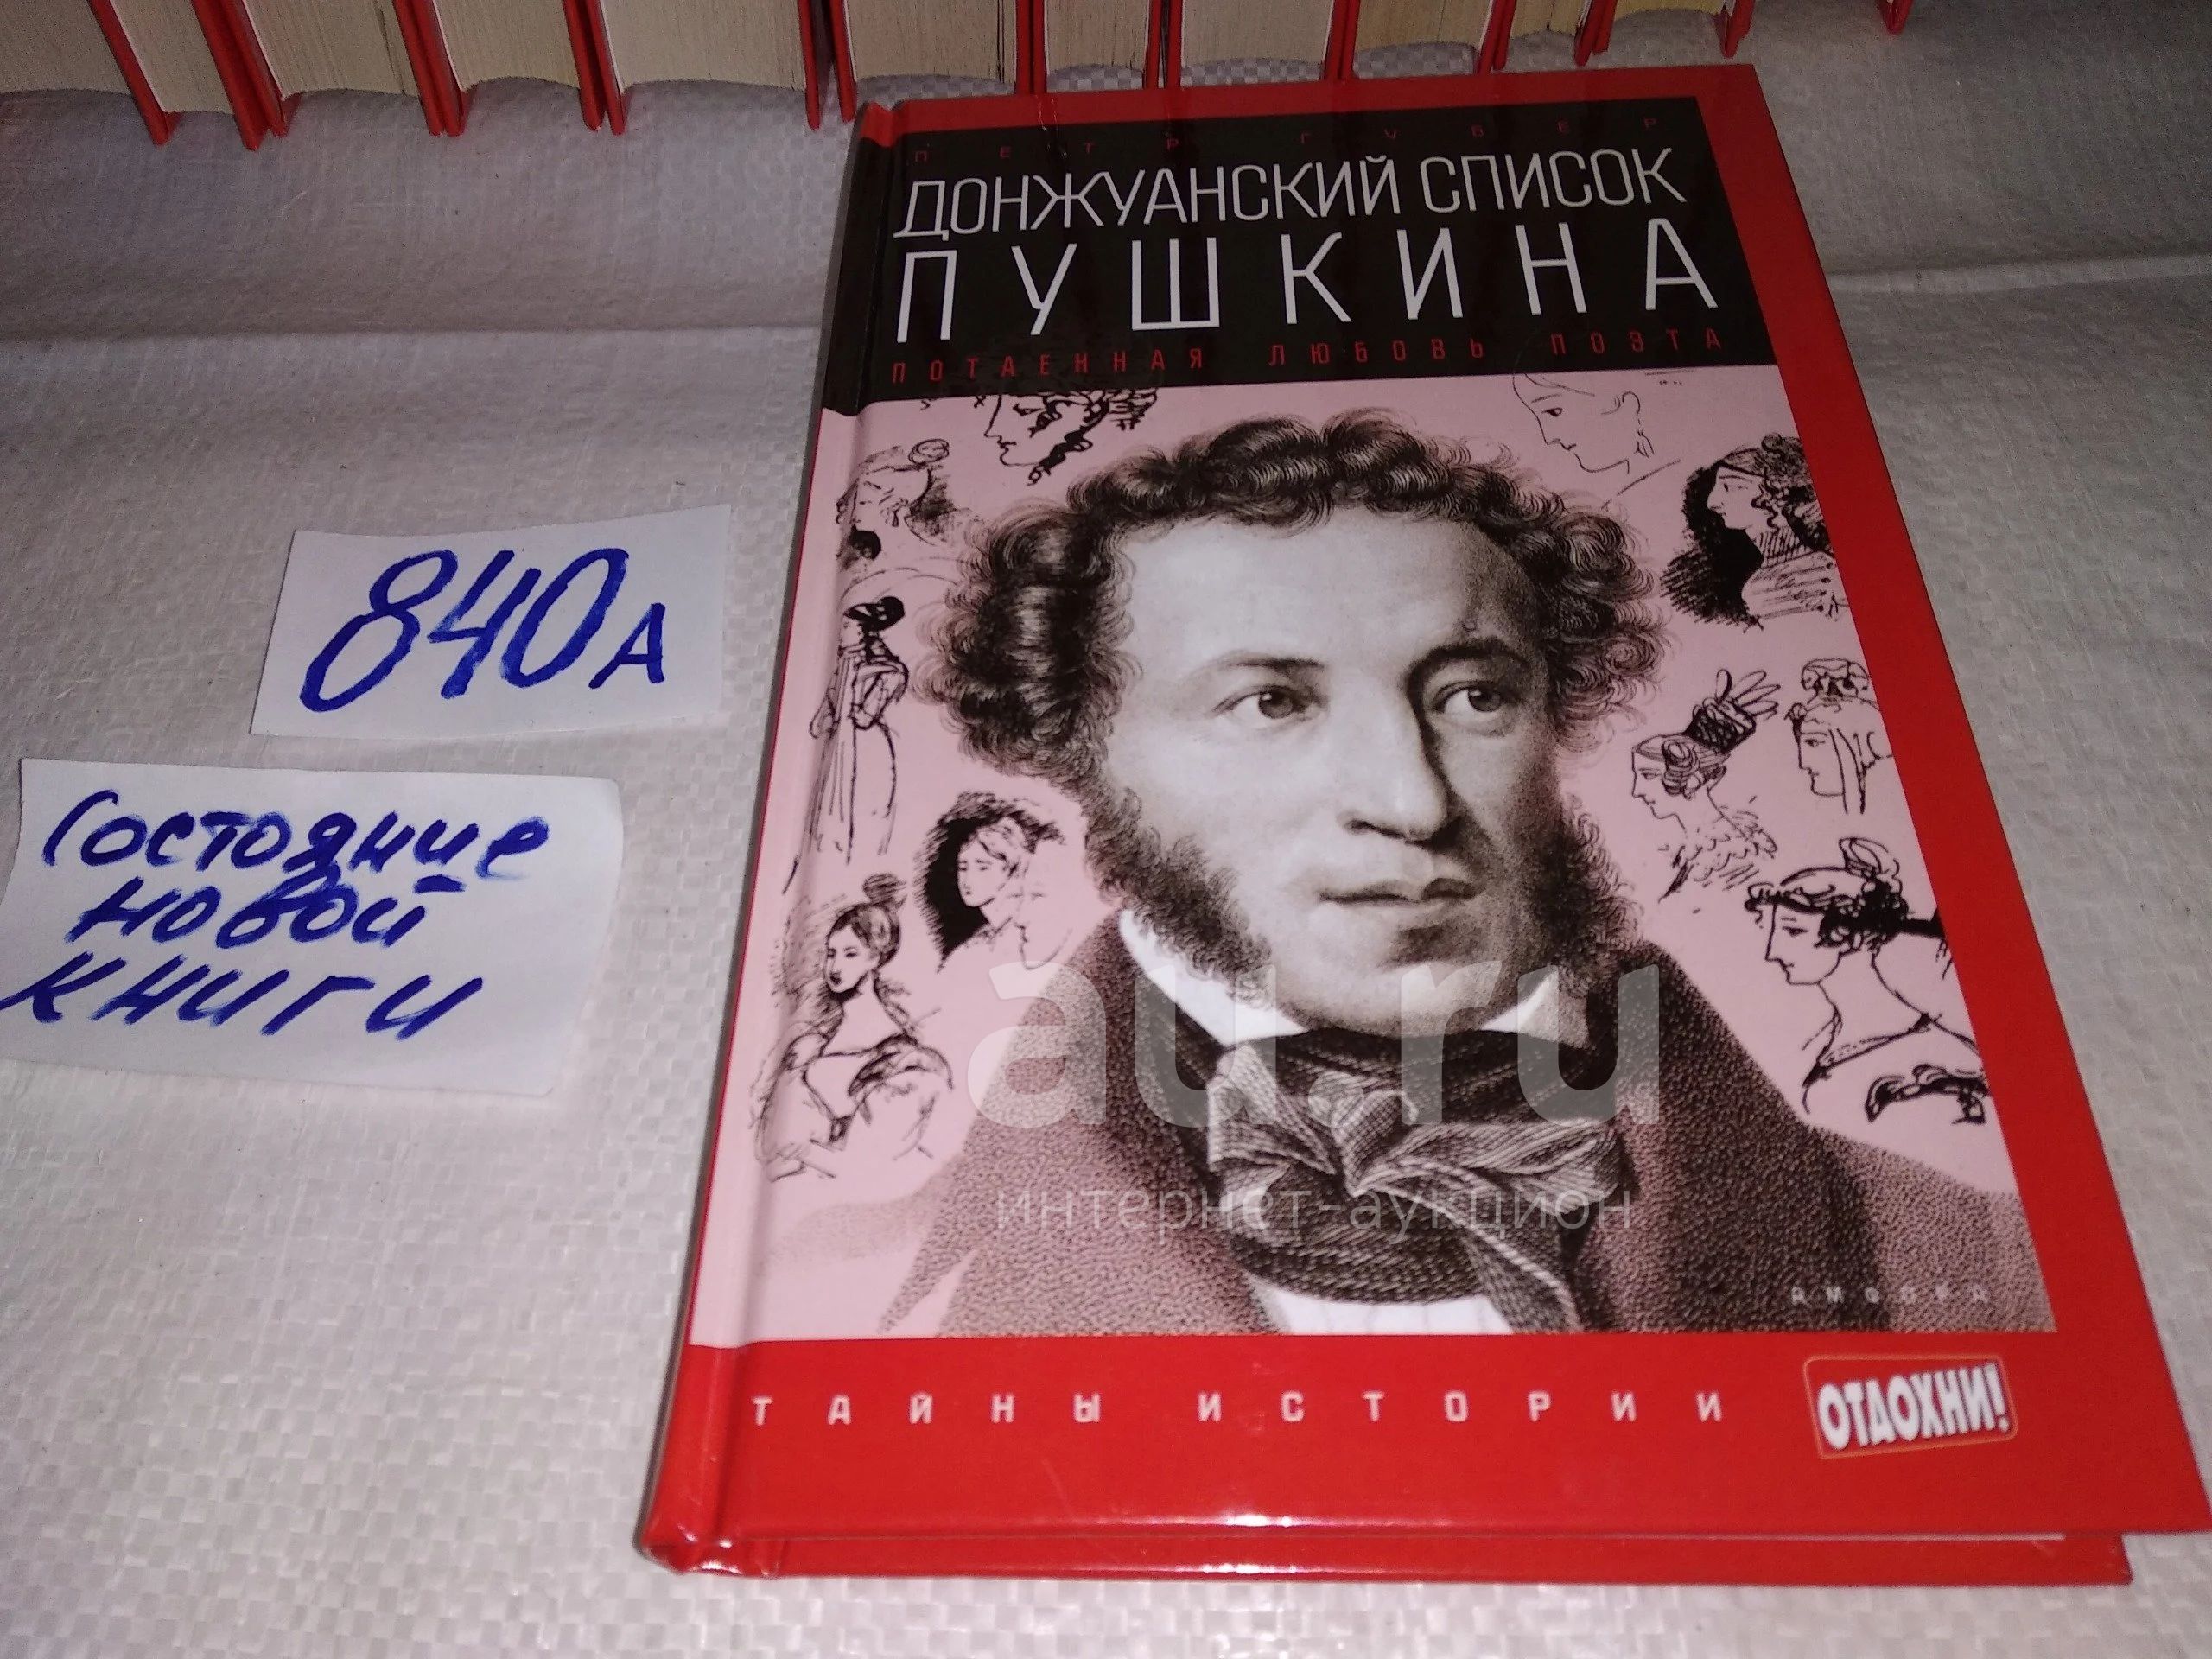 ПЕТР ГУБЕР
ДОНЖУАНСКИЙ СПИСОК
ПУШКИНА
ПОТАЕННАЯ ЛЮБОВЬ ПОЭТА
840А
Состояние
новой
книги
au.ru
интернет-аукцион
АМФОРА
ТАЙНЫ ИСТОРИИ
ОТДОХНИ!